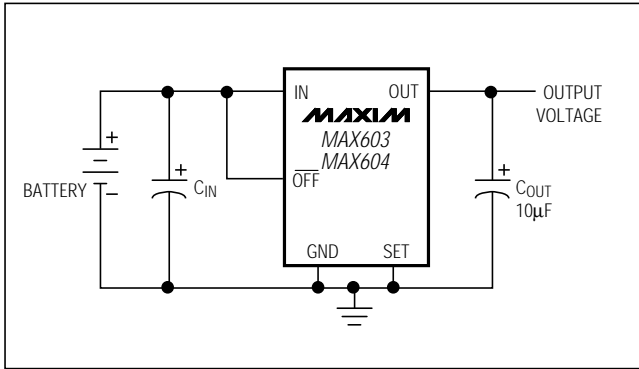 IN OUT
OUTPUT
VOLTAGE
MAXIM
MAX603
MAX604
OFF
+
BATTERY
−
+
CIN
+
COUT
10µF
GND SET